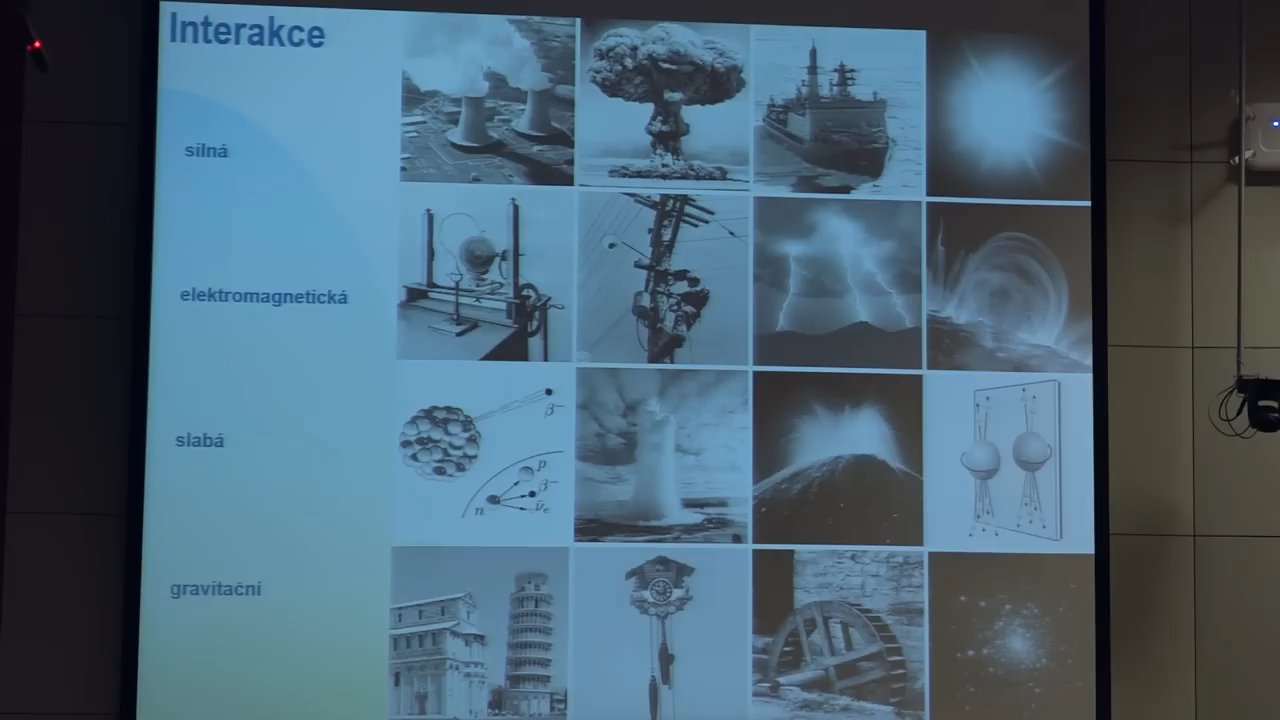 Interakce
silná
elektromagnetická
slabá
β⁻
p
β⁻
n
ν̄ₑ
gravitační